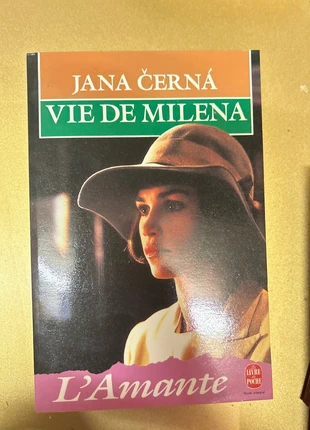 JANA ČERNÁ
VIE DE MILENA
L'Amante
LE LIVRE
DE POCHE